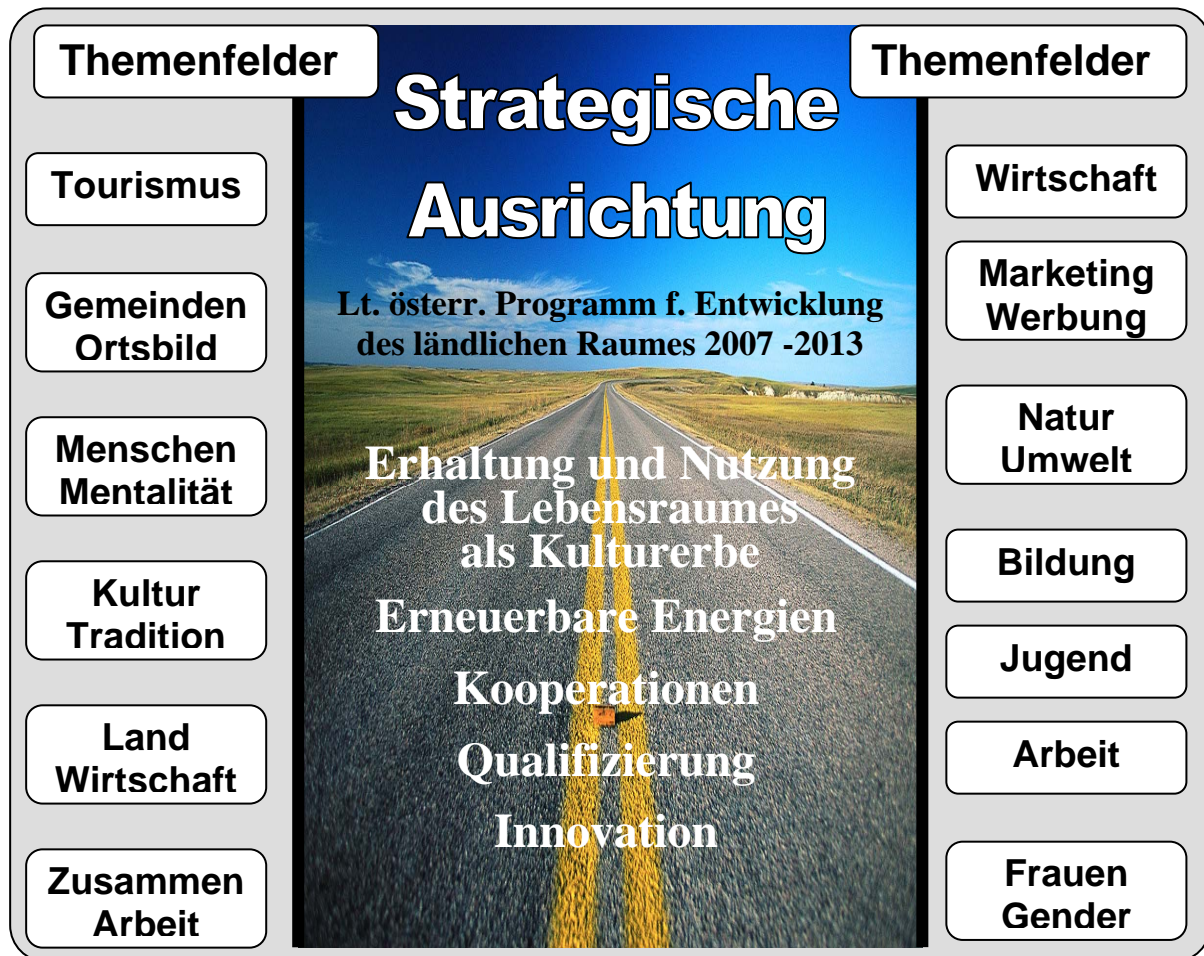 Themenfelder
Tourismus
Gemeinden
Ortsbild
Menschen
Mentalität
Kultur
Tradition
Land
Wirtschaft
Zusammen
Arbeit
Strategische
Ausrichtung
Lt. österr. Programm f. Entwicklung
des ländlichen Raumes 2007 -2013
Erhaltung und Nutzung
des Lebensraumes
als Kulturerbe
Erneuerbare Energien
Kooperationen
Qualifizierung
Innovation
Themenfelder
Wirtschaft
Marketing
Werbung
Natur
Umwelt
Bildung
Jugend
Arbeit
Frauen
Gender